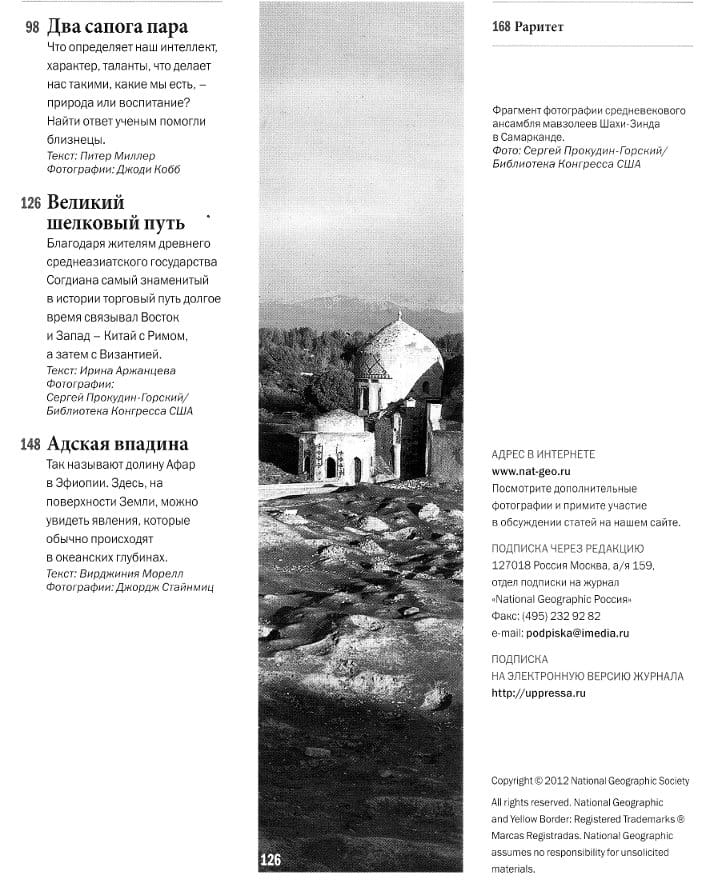 98 Два сапога пара
Что определяет наш интеллект,
характер, таланты, что делает
нас такими, какие мы есть, –
природа или воспитание?
Найти ответ ученым помогли
близнецы.
Текст: Питер Миллер
Фотографии: Джоди Кобб
126 Великий
шелковый путь
Благодаря жителям древнего
среднеазиатского государства
Согдиана самый знаменитый
в истории торговый путь долгое
время связывал Восток
и Запад – Китай с Римом,
а затем с Византией.
Текст: Ирина Аржанцева
Фотографии:
Сергей Прокудин-Горский/
Библиотека Конгресса США
148 Адская впадина
Так называют долину Афар
в Эфиопии. Здесь, на
поверхности Земли, можно
увидеть явления, которые
обычно происходят
в океанских глубинах.
Текст: Вирджиния Морелл
Фотографии: Джордж Стайнмиц
126
168 Раритет
Фрагмент фотографии средневекового
ансамбля мавзолеев Шахи-Зинда
в Самарканде.
Фото: Сергей Прокудин-Горский/
Библиотека Конгресса США
АДРЕС В ИНТЕРНЕТЕ
www.nat-geo.ru
Посмотрите дополнительные
фотографии и примите участие
в обсуждении статей на нашем сайте.
ПОДПИСКА ЧЕРЕЗ РЕДАКЦИЮ
127018 Россия Москва, а/я 159,
отдел подписки на журнал
«National Geographic Россия»
Факс: (495) 232 92 82
e-mail: podpiska@imedia.ru
ПОДПИСКА
НА ЭЛЕКТРОННУЮ ВЕРСИЮ ЖУРНАЛА
http://uppressa.ru
Copyright © 2012 National Geographic Society
All rights reserved. National Geographic
and Yellow Border: Registered Trademarks ®
Marcas Registradas. National Geographic
assumes no responsibility for unsolicited
materials.